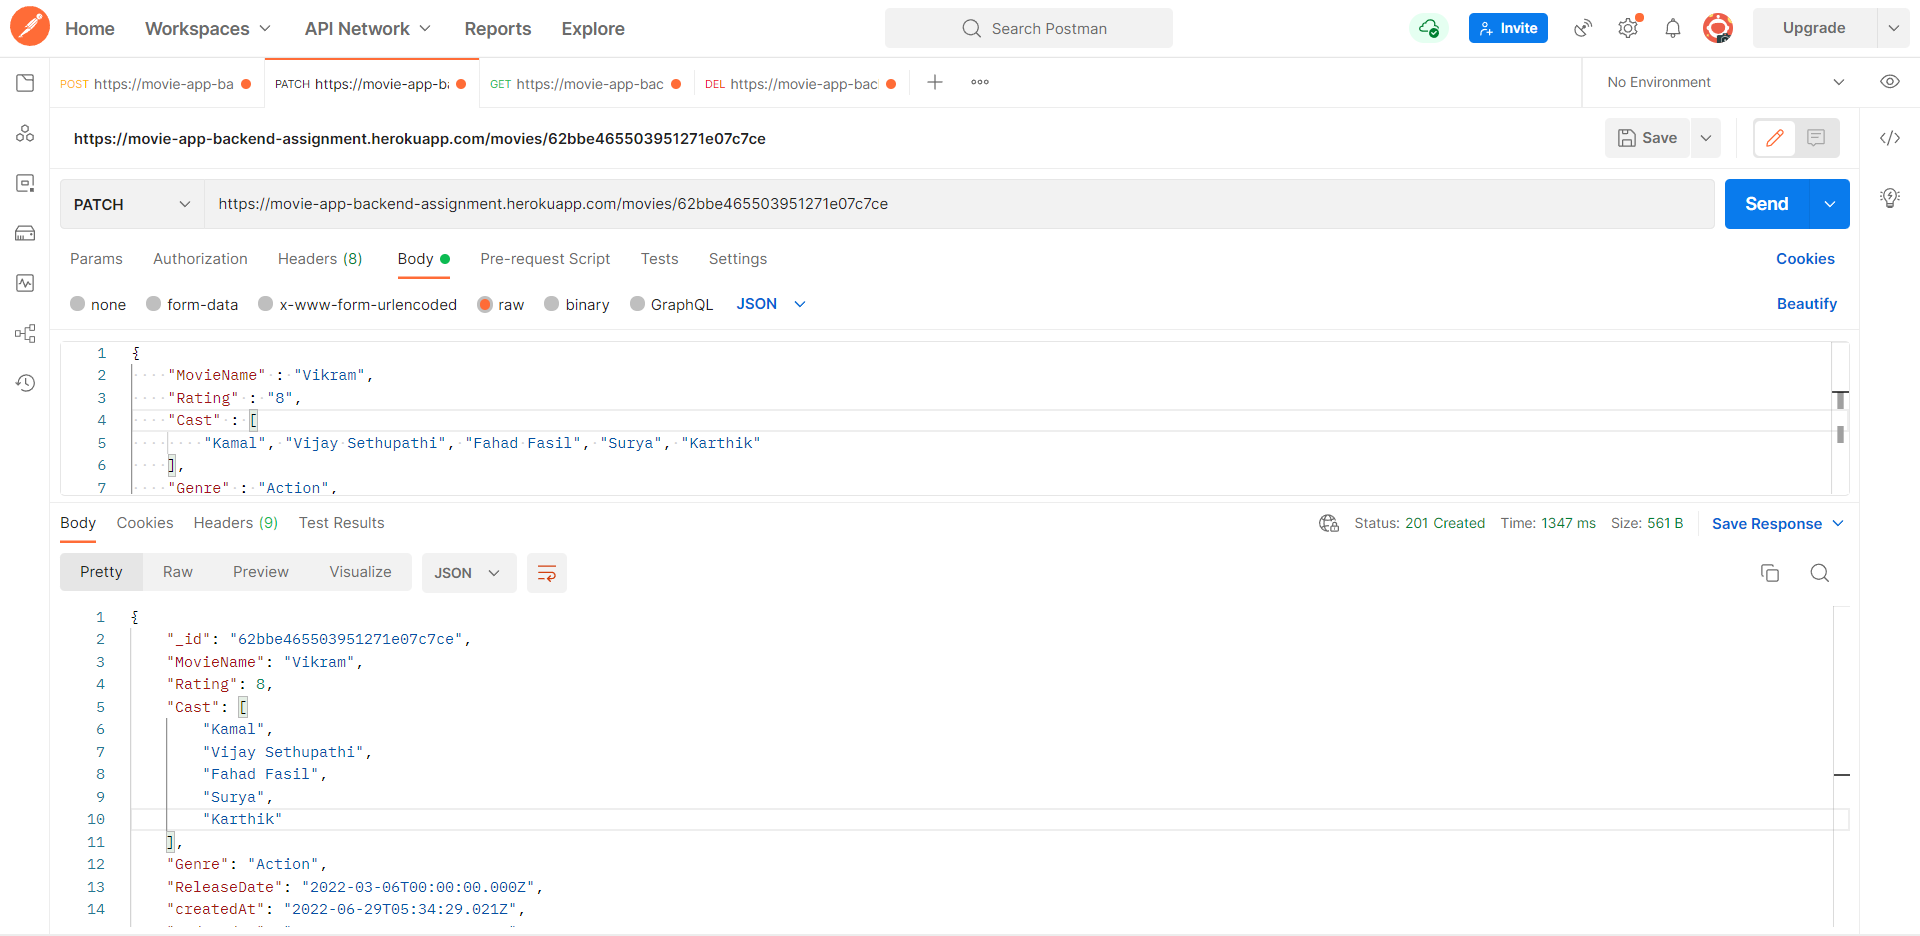 Home Workspaces API Network Reports Explore Search Postman Invite Upgrade
POST https://movie-app-ba PATCH https://movie-app-ba GET https://movie-app-bac DEL https://movie-app-bac No Environment
https://movie-app-backend-assignment.herokuapp.com/movies/62bbe465503951271e07c7ce Save
PATCH https://movie-app-backend-assignment.herokuapp.com/movies/62bbe465503951271e07c7ce Send
Params Authorization Headers (8) Body Pre-request Script Tests Settings Cookies
none form-data x-www-form-urlencoded raw binary GraphQL JSON Beautify
1 {
2 "MovieName" : "Vikram",
3 "Rating" : "8",
4 "Cast" : [
5 "Kamal", "Vijay Sethupathi", "Fahad Fasil", "Surya", "Karthik"
6 ],
7 "Genre" : "Action",
Body Cookies Headers (9) Test Results Status: 201 Created Time: 1347 ms Size: 561 B Save Response
Pretty Raw Preview Visualize JSON
1 {
2 "_id": "62bbe465503951271e07c7ce",
3 "MovieName": "Vikram",
4 "Rating": 8,
5 "Cast": [
6 "Kamal",
7 "Vijay Sethupathi",
8 "Fahad Fasil",
9 "Surya",
10 "Karthik"
11 ],
12 "Genre": "Action",
13 "ReleaseDate": "2022-03-06T00:00:00.000Z",
14 "createdAt": "2022-06-29T05:34:29.021Z",